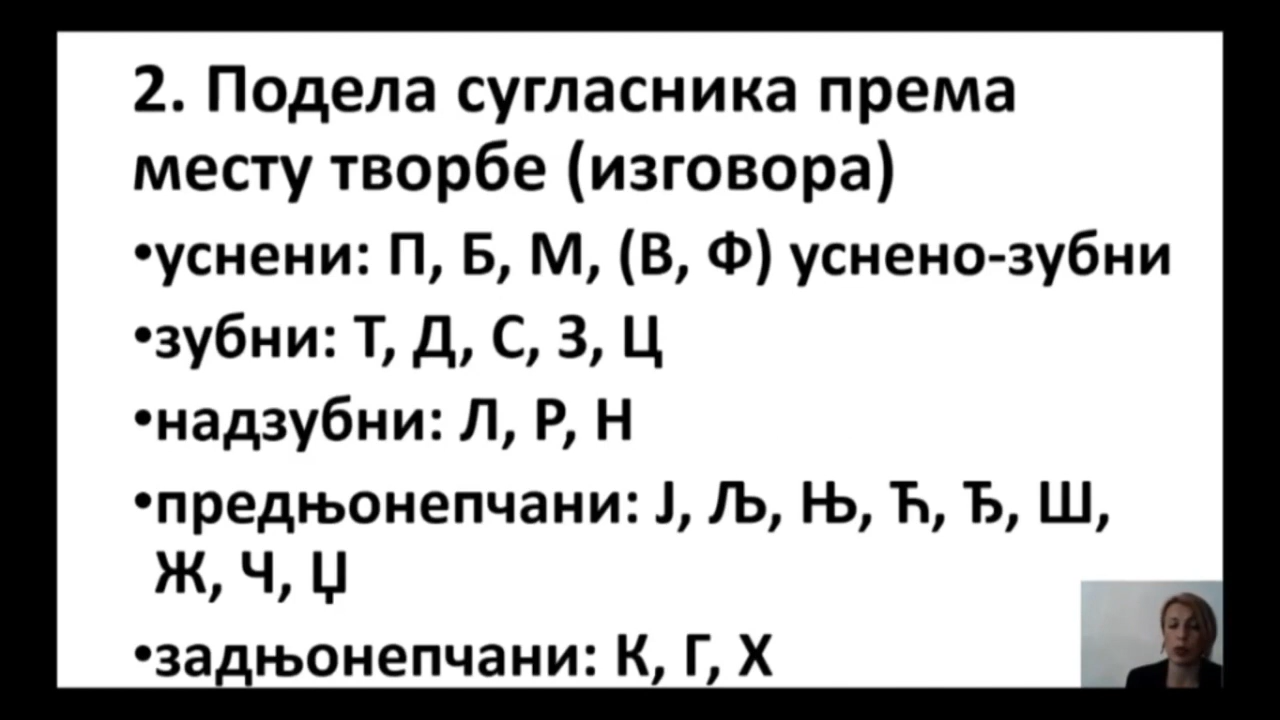 2. Подела сугласника према
месту творбе (изговора)
•уснени: П, Б, М, (В, Ф) уснено-зубни
•зубни: Т, Д, С, З, Ц
•надзубни: Л, Р, Н
•предњонепчани: Ј, Љ, Њ, Ћ, Ђ, Ш,
Ж, Ч, Џ
•задњонепчани: К, Г, Х